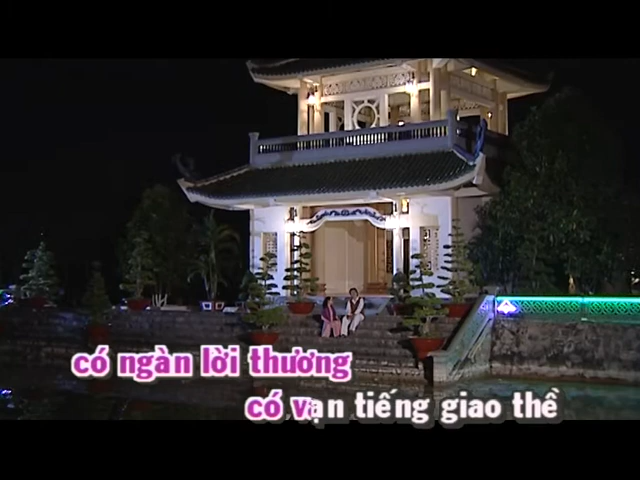 có ngàn lời thương
có vạn tiếng giao thề